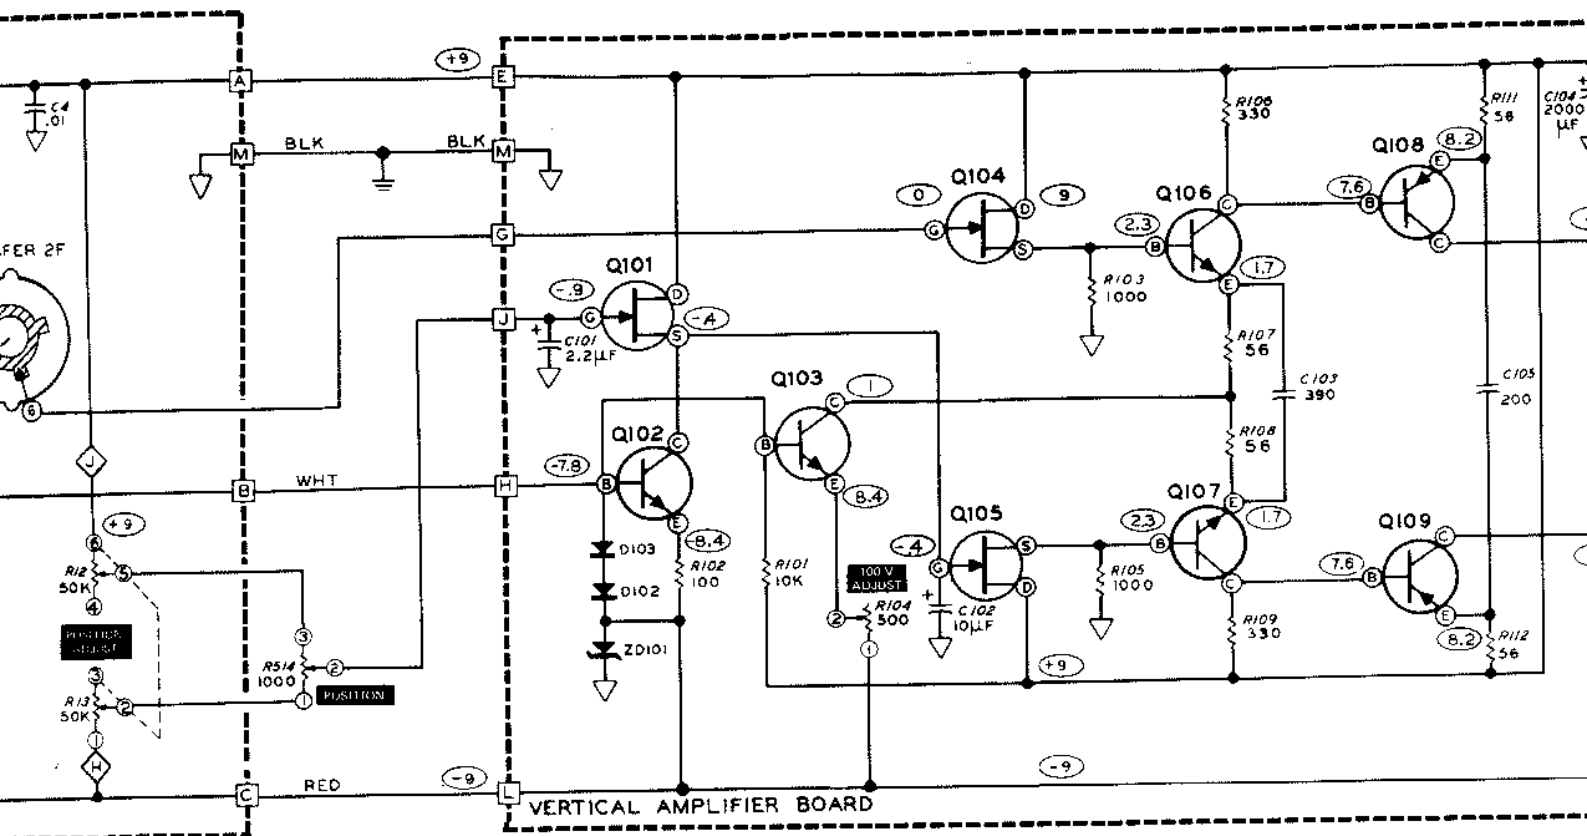 +9
A
E
C4
.01
R106
330
R111
56
C104
2000
µF
+
M
BLK
BLK
M
Q108
8.2
E
Q104
0
9
D
7.6
B
C
Q106
C
G
G
S
2.3
B
C
FER 2F
Q101
-.9
D
R103
1000
E
1.7
J
G
S
-.4
+
C101
2.2µF
R107
56
Q103
1
C
C103
390
C105
200
6
Q102
C
B
R108
56
J
-7.8
B
WHT
H
B
E
8.4
E
Q107
1.7
Q105
2.3
B
Q109
C
+9
6
E
-8.4
-.4
S
G
D
C
7.6
B
E
8.2
R12
50K
5
4
D103
D102
ZD101
R102
100
R101
10K
100 V
ADJUST
2
R104
500
1
+
C102
10µF
R105
1000
R109
330
R112
56
POSITION
ADJUST
3
R514
1000
2
1
POSITION
+9
3
R13
50K
2
1
H
C
RED
-9
L
-9
VERTICAL AMPLIFIER BOARD